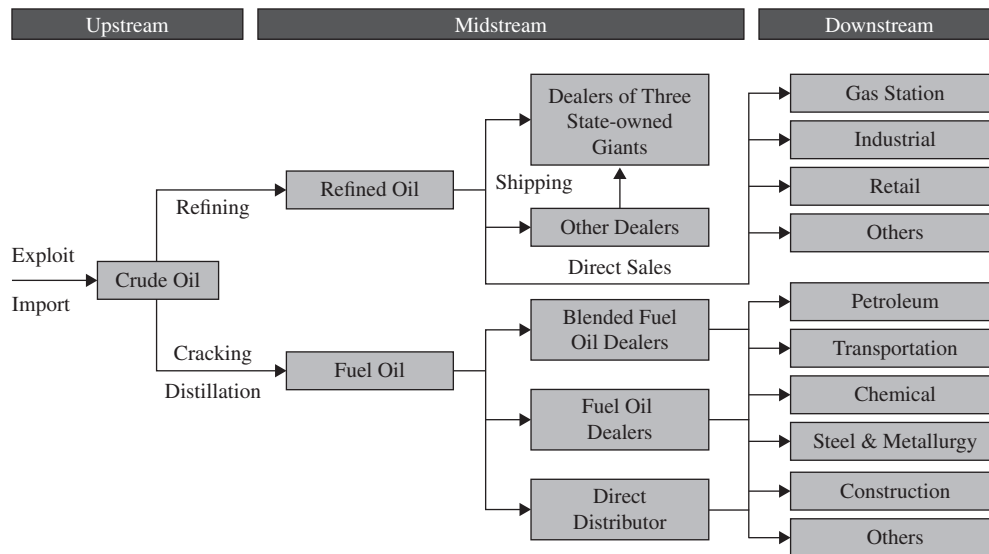 Upstream
Midstream
Downstream
Exploit
Import
Crude Oil
Refining
Cracking
Distillation
Refined Oil
Fuel Oil
Shipping
Dealers of Three
State-owned
Giants
Other Dealers
Direct Sales
Blended Fuel
Oil Dealers
Fuel Oil
Dealers
Direct
Distributor
Gas Station
Industrial
Retail
Others
Petroleum
Transportation
Chemical
Steel & Metallurgy
Construction
Others